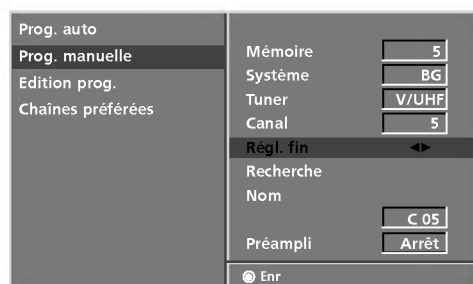 Prog. auto
Prog. manuelle
Edition prog.
Chaînes préférées
Mémoire 5
Système BG
Tuner V/UHF
Canal 5
Régl. fin ◀▶
Recherche
Nom
C 05
Préampli Arrêt
Enr